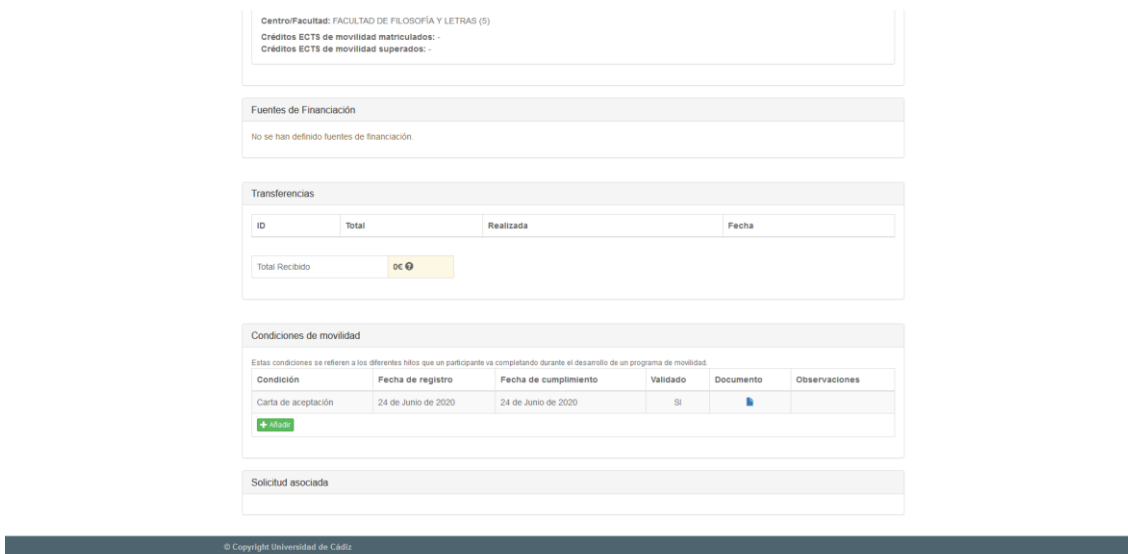 Centro/Facultad: FACULTAD DE FILOSOFÍA Y LETRAS (5)
Créditos ECTS de movilidad matriculados: -
Créditos ECTS de movilidad superados: -
Fuentes de Financiación
No se han definido fuentes de financiación.
Transferencias
ID Total Realizada Fecha
Total Recibido 0€
Condiciones de movilidad
Estas condiciones se refieren a los diferentes hitos que un participante va completando durante el desarrollo de un programa de movilidad.
Condición Fecha de registro Fecha de cumplimiento Validado Documento Observaciones
Carta de aceptación 24 de Junio de 2020 24 de Junio de 2020 SI
+ Añadir
Solicitud asociada
© Copyright Universidad de Cádiz